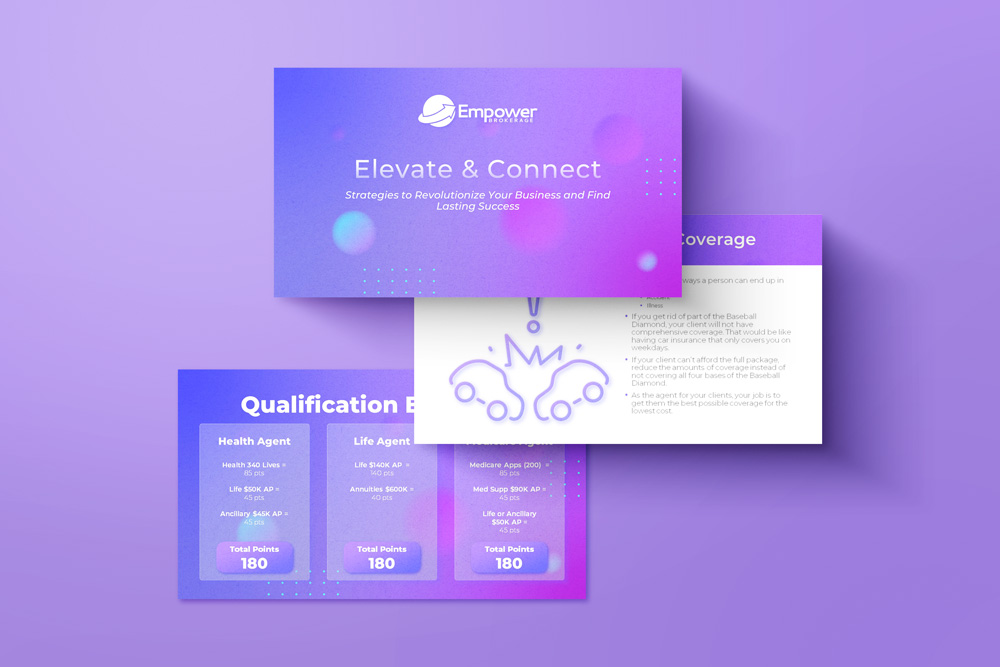 Empower
BROKERAGE
Elevate & Connect
Strategies to Revolutionize Your Business and Find
Lasting Success
Coverage
ways a person can end up in
Illness
If you get rid of part of the Baseball
Diamond, your client will not have
comprehensive coverage. That would be like
having car insurance that only covers you on
weekdays.
If your client can't afford the full package,
reduce the amounts of coverage instead of
not covering all four bases of the Baseball
Diamond.
As the agent for your clients, your job is to
get them the best possible coverage for the
lowest cost.
Qualification
Health Agent
Health 340 Lives =
85 pts
Life $50K AP =
45 pts
Ancillary $45K AP =
45 pts
Total Points
180
Life Agent
Life $140K AP =
140 pts
Annuities $600K =
40 pts
Total Points
180
Medicare Apps (200) =
85 pts
Med Supp $90K AP =
45 pts
Life or Ancillary
$50K AP =
45 pts
Total Points
180